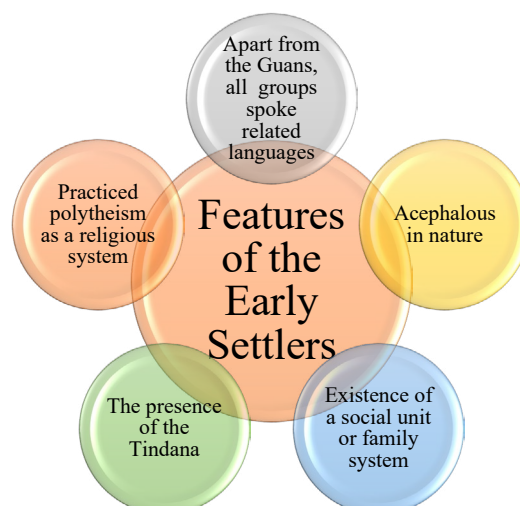 Apart from
the Guans,
all groups
spoke
related
languages
Practiced
polytheism
as a religious
system
Features
of the
Early
Settlers
Acephalous
in nature
The presence
of the
Tindana
Existence of
a social unit
or family
system